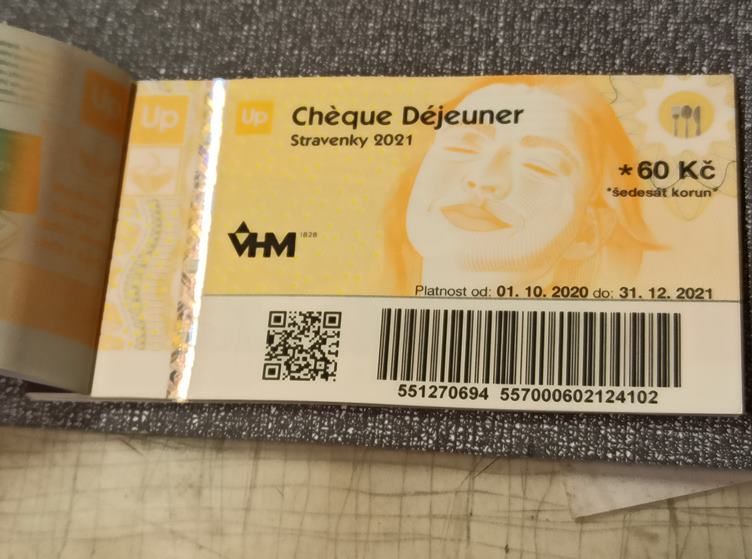 Up
Up
Chèque Déjeuner
Stravenky 2021
*60 Kč
*šedesát korun*
VHM 1828
Platnost od: 01. 10. 2020 do: 31. 12. 2021
551270694 557000602124102